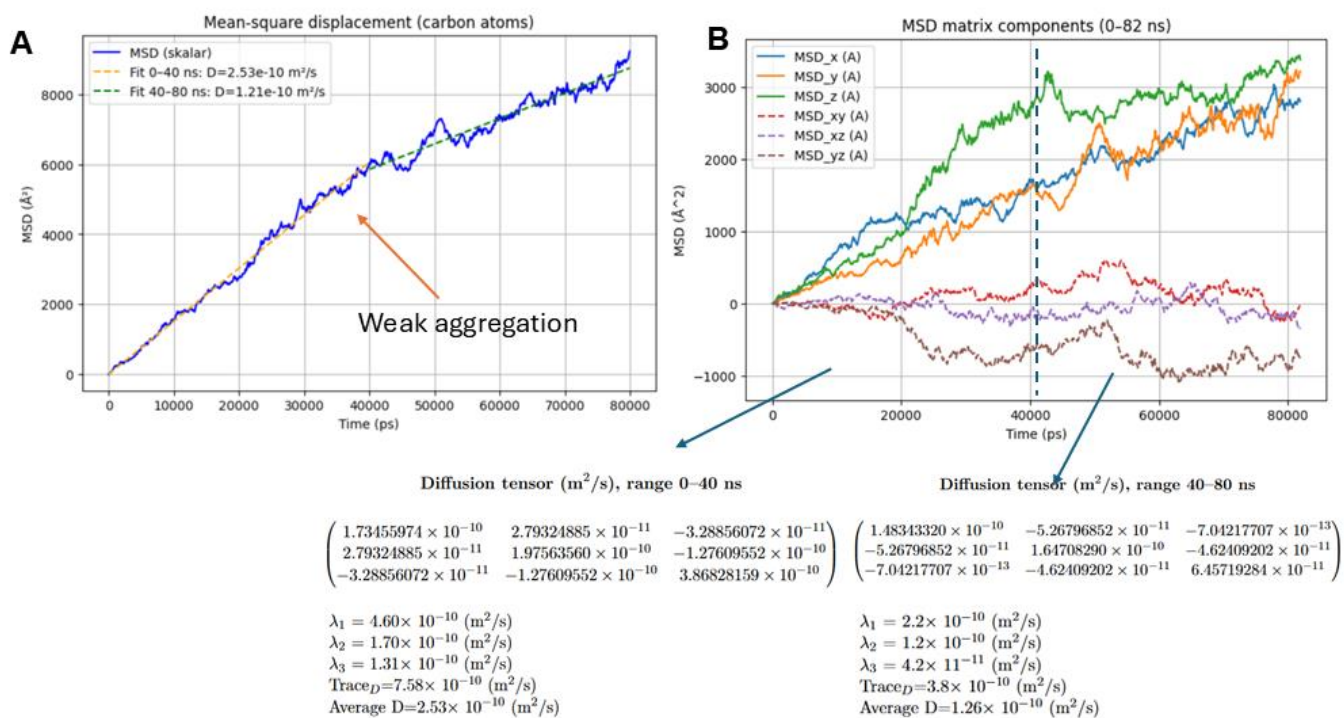 A
Mean-square displacement (carbon atoms)
MSD (skalar)
Fit 0–40 ns: D=2.53e-10 m²/s
Fit 40–80 ns: D=1.21e-10 m²/s
MSD (Å²)
8000
6000
4000
2000
0
Weak aggregation
0 10000 20000 30000 40000 50000 60000 70000 80000
Time (ps)
B
MSD matrix components (0–82 ns)
MSD_x (A)
MSD_y (A)
MSD_z (A)
MSD_xy (A)
MSD_xz (A)
MSD_yz (A)
MSD (Å^2)
3000
2000
1000
0
−1000
0 20000 40000 60000 80000
Time (ps)
Diffusion tensor (m²/s), range 0–40 ns
1.73455974 × 10⁻¹⁰ 2.79324885 × 10⁻¹¹ −3.28856072 × 10⁻¹¹
2.79324885 × 10⁻¹¹ 1.97563560 × 10⁻¹⁰ −1.27609552 × 10⁻¹⁰
−3.28856072 × 10⁻¹¹ −1.27609552 × 10⁻¹⁰ 3.86828159 × 10⁻¹⁰
λ₁ = 4.60× 10⁻¹⁰ (m²/s)
λ₂ = 1.70× 10⁻¹⁰ (m²/s)
λ₃ = 1.31× 10⁻¹⁰ (m²/s)
Trace_D=7.58× 10⁻¹⁰ (m²/s)
Average D=2.53× 10⁻¹⁰ (m²/s)
Diffusion tensor (m²/s), range 40–80 ns
1.48343320 × 10⁻¹⁰ −5.26796852 × 10⁻¹¹ −7.04217707 × 10⁻¹³
−5.26796852 × 10⁻¹¹ 1.64708290 × 10⁻¹⁰ −4.62409202 × 10⁻¹¹
−7.04217707 × 10⁻¹³ −4.62409202 × 10⁻¹¹ 6.45719284 × 10⁻¹¹
λ₁ = 2.2× 10⁻¹⁰ (m²/s)
λ₂ = 1.2× 10⁻¹⁰ (m²/s)
λ₃ = 4.2× 11⁻¹¹ (m²/s)
Trace_D=3.8× 10⁻¹⁰ (m²/s)
Average D=1.26× 10⁻¹⁰ (m²/s)